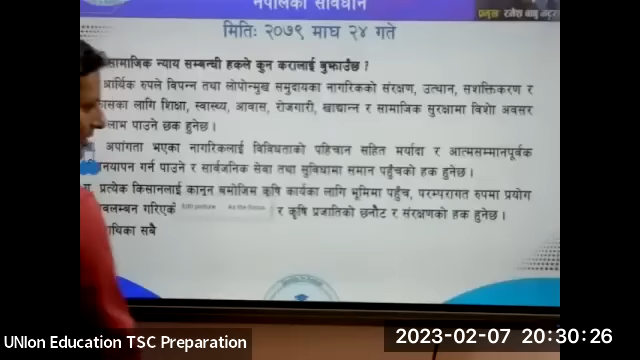 नेपालको संविधान
प्रमुखः रमेश बाबु
मितिः २०७९ माघ २४ गते
सामाजिक न्याय सम्बन्धी हकले कुन कुरालाई बुझाउँछ ?
आर्थिक रुपले विपन्न तथा लोपोन्मुख समुदायका नागरिकको संरक्षण, उत्थान, सशक्तिकरण र
लागि शिक्षा, स्वास्थ्य, आवास, रोजगारी, खाद्यान्न र सामाजिक सुरक्षामा विशेा अवसर
लाभ पाउने छक हुनेछ ।
अपांगता भएका नागरिकलाई विविधताको पहिचान सहित मर्यादा र आत्मसम्मानपूर्वक
गर्न पाउने र सार्वजनिक सेवा तथा सुविधामा समान पहुँचको हक हुनेछ ।
प्रत्येक किसानलाई कानुन बमोजिम कृषि कार्यका लागि भूमिमा पहुँच, परम्परागत रुपमा प्रयोग
गरिएको र कृषि प्रजातिको छनौट र संरक्षणको हक हुनेछ ।
सबै
UNIon Education TSC Preparation
2023-02-07 20:30:26